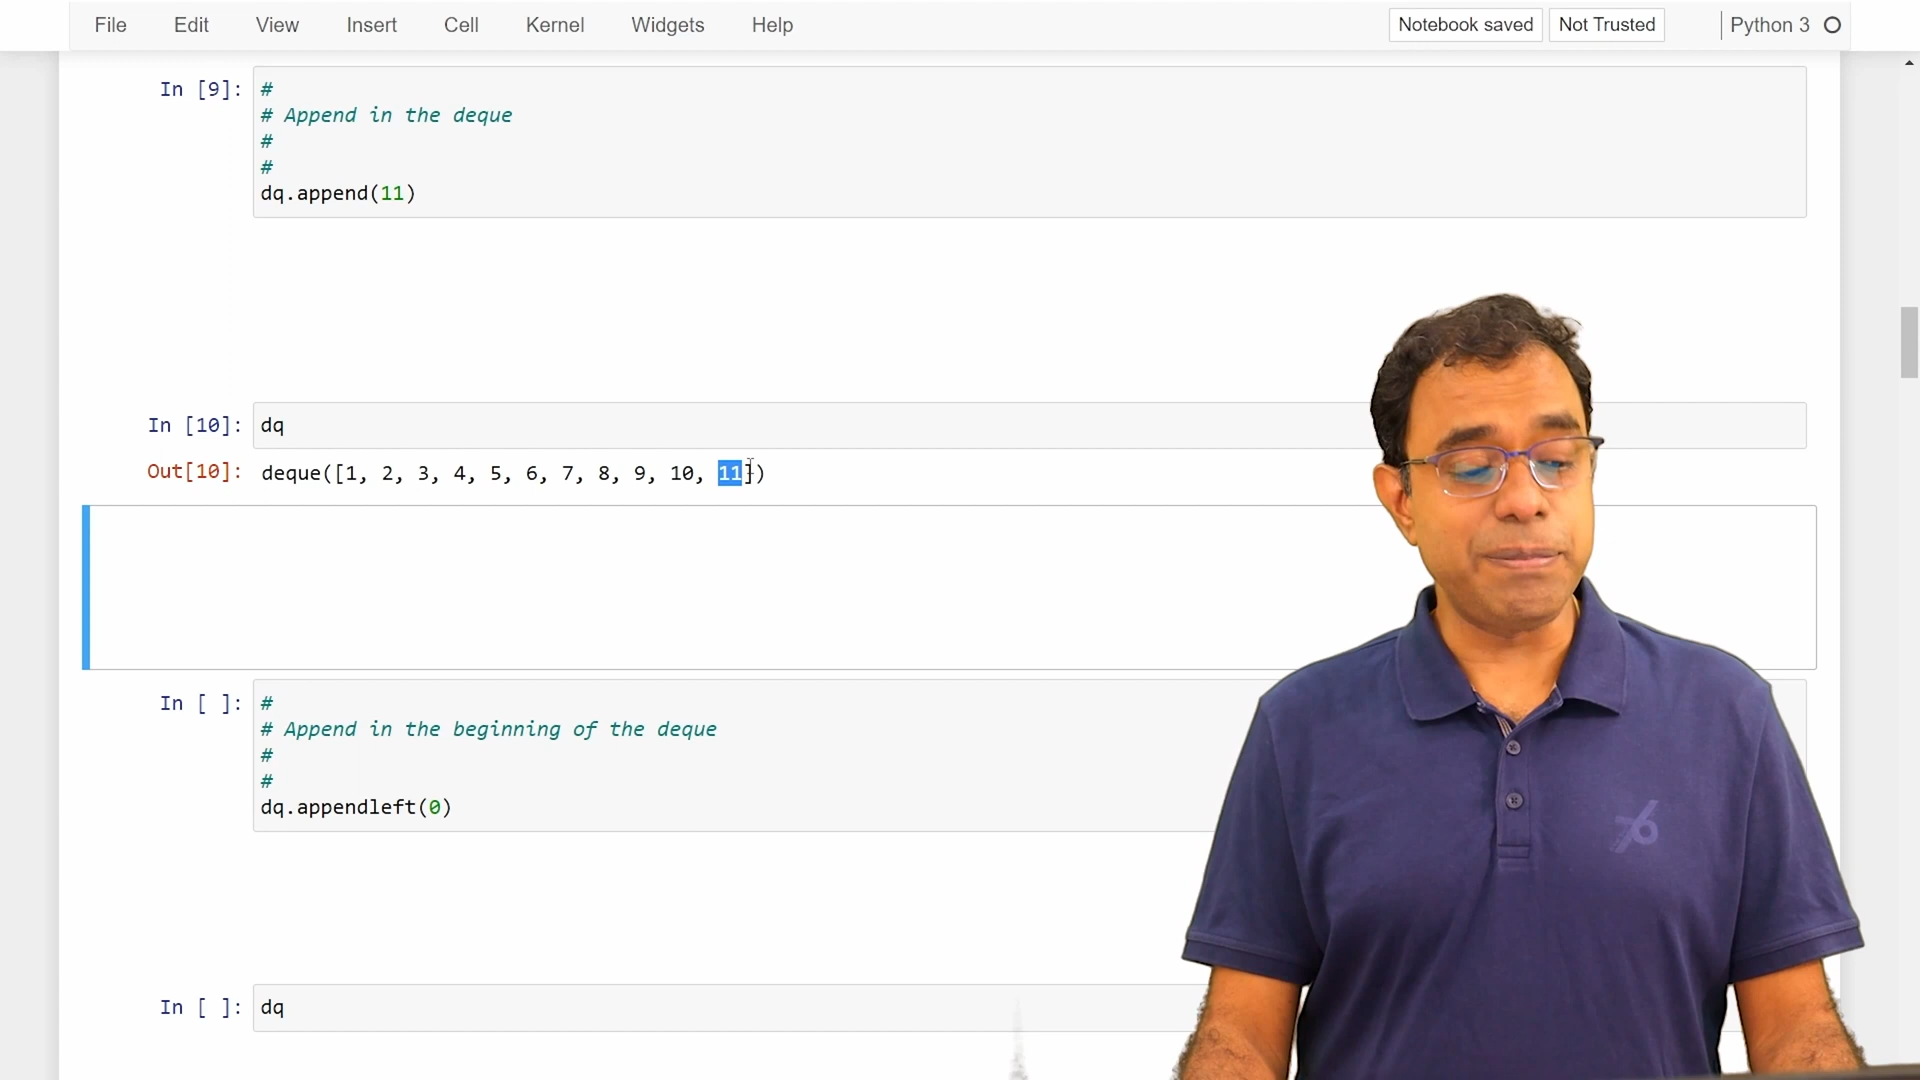 File Edit View Insert Cell Kernel Widgets Help Notebook saved Not Trusted Python 3
In [9]: #
# Append in the deque
#
#
dq.append(11)
In [10]: dq
Out[10]: deque([1, 2, 3, 4, 5, 6, 7, 8, 9, 10, 11])
In [ ]: #
# Append in the beginning of the deque
#
#
dq.appendleft(0)
76
In [ ]: dq